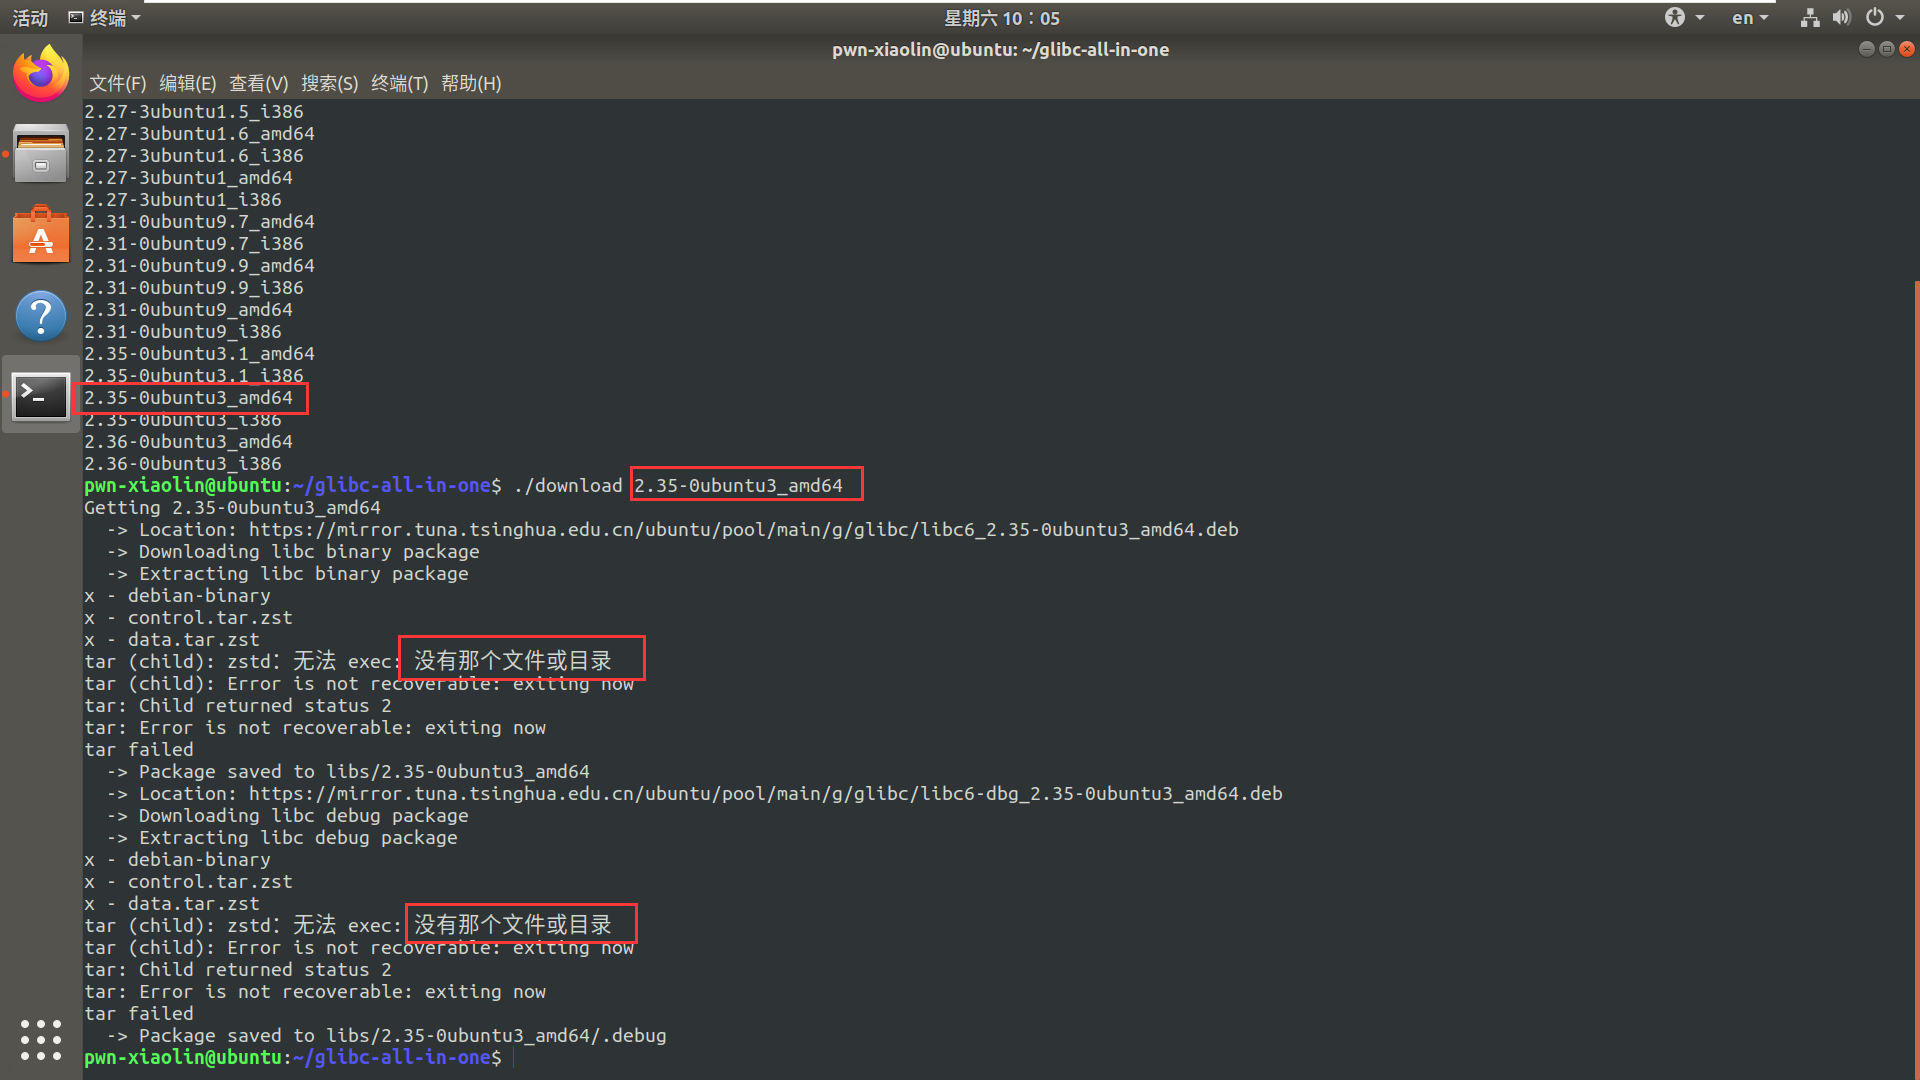 活动 终端 星期六 10：05 en
pwn-xiaolin@ubuntu: ~/glibc-all-in-one
文件(F) 编辑(E) 查看(V) 搜索(S) 终端(T) 帮助(H)
2.27-3ubuntu1.5_i386
2.27-3ubuntu1.6_amd64
2.27-3ubuntu1.6_i386
2.27-3ubuntu1_amd64
2.27-3ubuntu1_i386
2.31-0ubuntu9.7_amd64
2.31-0ubuntu9.7_i386
2.31-0ubuntu9.9_amd64
2.31-0ubuntu9.9_i386
2.31-0ubuntu9_amd64
2.31-0ubuntu9_i386
2.35-0ubuntu3.1_amd64
2.35-0ubuntu3.1_i386
2.35-0ubuntu3_amd64
2.35-0ubuntu3_i386
2.36-0ubuntu3_amd64
2.36-0ubuntu3_i386
pwn-xiaolin@ubuntu:~/glibc-all-in-one$ ./download 2.35-0ubuntu3_amd64
Getting 2.35-0ubuntu3_amd64
  -> Location: https://mirror.tuna.tsinghua.edu.cn/ubuntu/pool/main/g/glibc/libc6_2.35-0ubuntu3_amd64.deb
  -> Downloading libc binary package
  -> Extracting libc binary package
x - debian-binary
x - control.tar.zst
x - data.tar.zst
tar (child): zstd：无法 exec: 没有那个文件或目录
tar (child): Error is not recoverable: exiting now
tar: Child returned status 2
tar: Error is not recoverable: exiting now
tar failed
  -> Package saved to libs/2.35-0ubuntu3_amd64
  -> Location: https://mirror.tuna.tsinghua.edu.cn/ubuntu/pool/main/g/glibc/libc6-dbg_2.35-0ubuntu3_amd64.deb
  -> Downloading libc debug package
  -> Extracting libc debug package
x - debian-binary
x - control.tar.zst
x - data.tar.zst
tar (child): zstd：无法 exec: 没有那个文件或目录
tar (child): Error is not recoverable: exiting now
tar: Child returned status 2
tar: Error is not recoverable: exiting now
tar failed
  -> Package saved to libs/2.35-0ubuntu3_amd64/.debug
pwn-xiaolin@ubuntu:~/glibc-all-in-one$